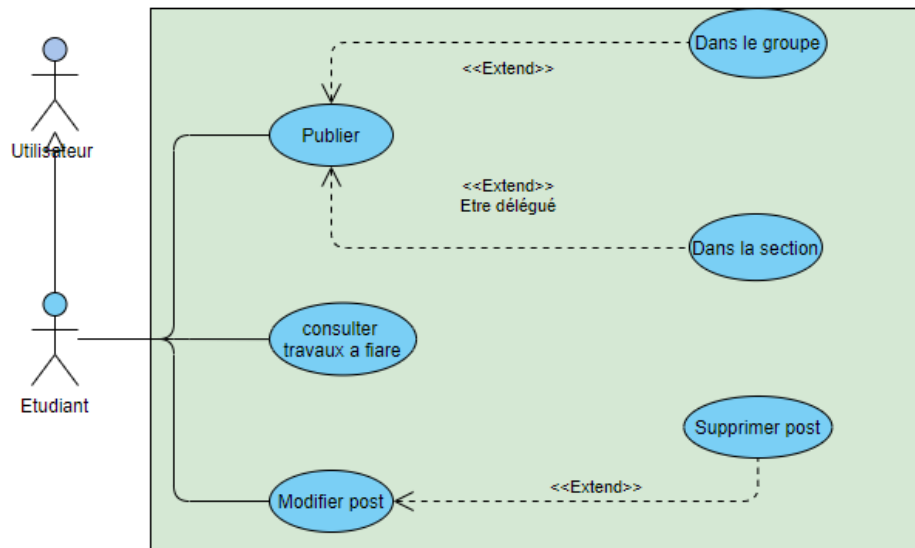 Dans le groupe
<<Extend>>
Publier
Utilisateur
<<Extend>>
Etre délégué
Dans la section
consulter
travaux a fiare
Etudiant
Supprimer post
<<Extend>>
Modifier post